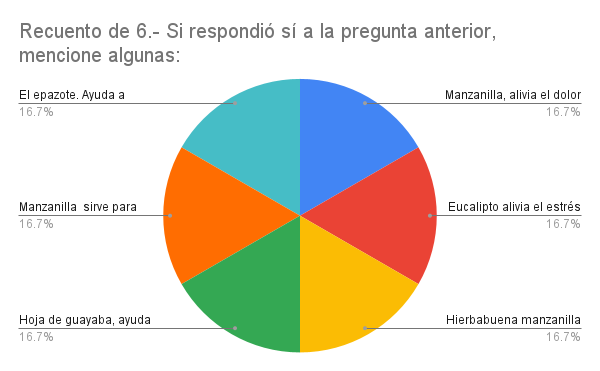 Recuento de 6.- Si respondió sí a la pregunta anterior,
mencione algunas:
El epazote. Ayuda a
16.7%
Manzanilla, alivia el dolor
16.7%
Manzanilla  sirve para
16.7%
Eucalipto alivia el estrés
16.7%
Hoja de guayaba, ayuda
16.7%
Hierbabuena manzanilla
16.7%